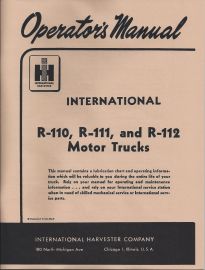 Operator's Manual
INTERNATIONAL
HARVESTER
INTERNATIONAL
R-110, R-111, and R-112
Motor Trucks
This manual contains a lubrication chart and operating informa-
tion which will be valuable to you during the entire life of your
truck. Rely on your manual for operating and maintenance
information . . . . and rely on your International service station
when in need of skilled mechanical service or International serv-
ice parts.
INTERNATIONAL HARVESTER COMPANY
180 North Michigan Ave Chicago 1, Illinois, U. S. A.